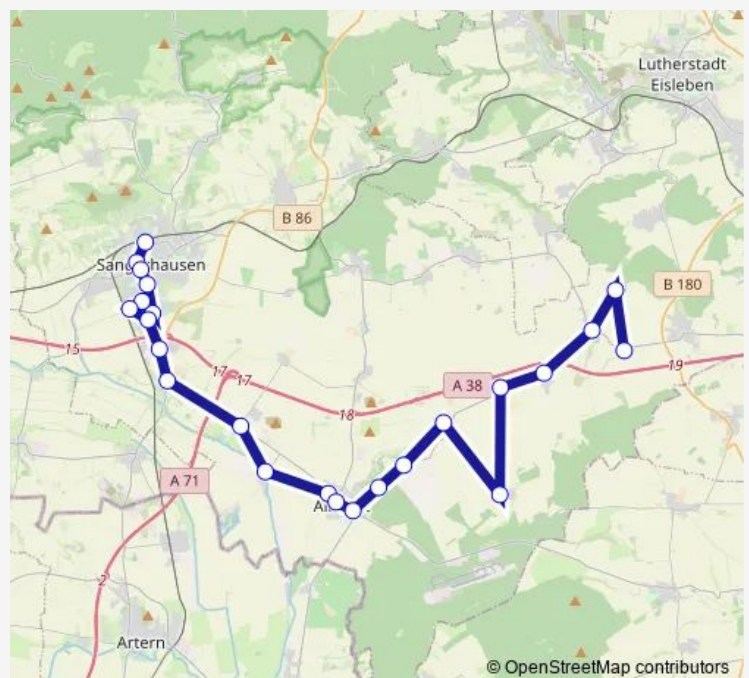 Lutherstadt
Eisleben
B 86
B 180
15
17
17
A 38
19
18
A 71
2
Artern
© OpenStreetMap contributors